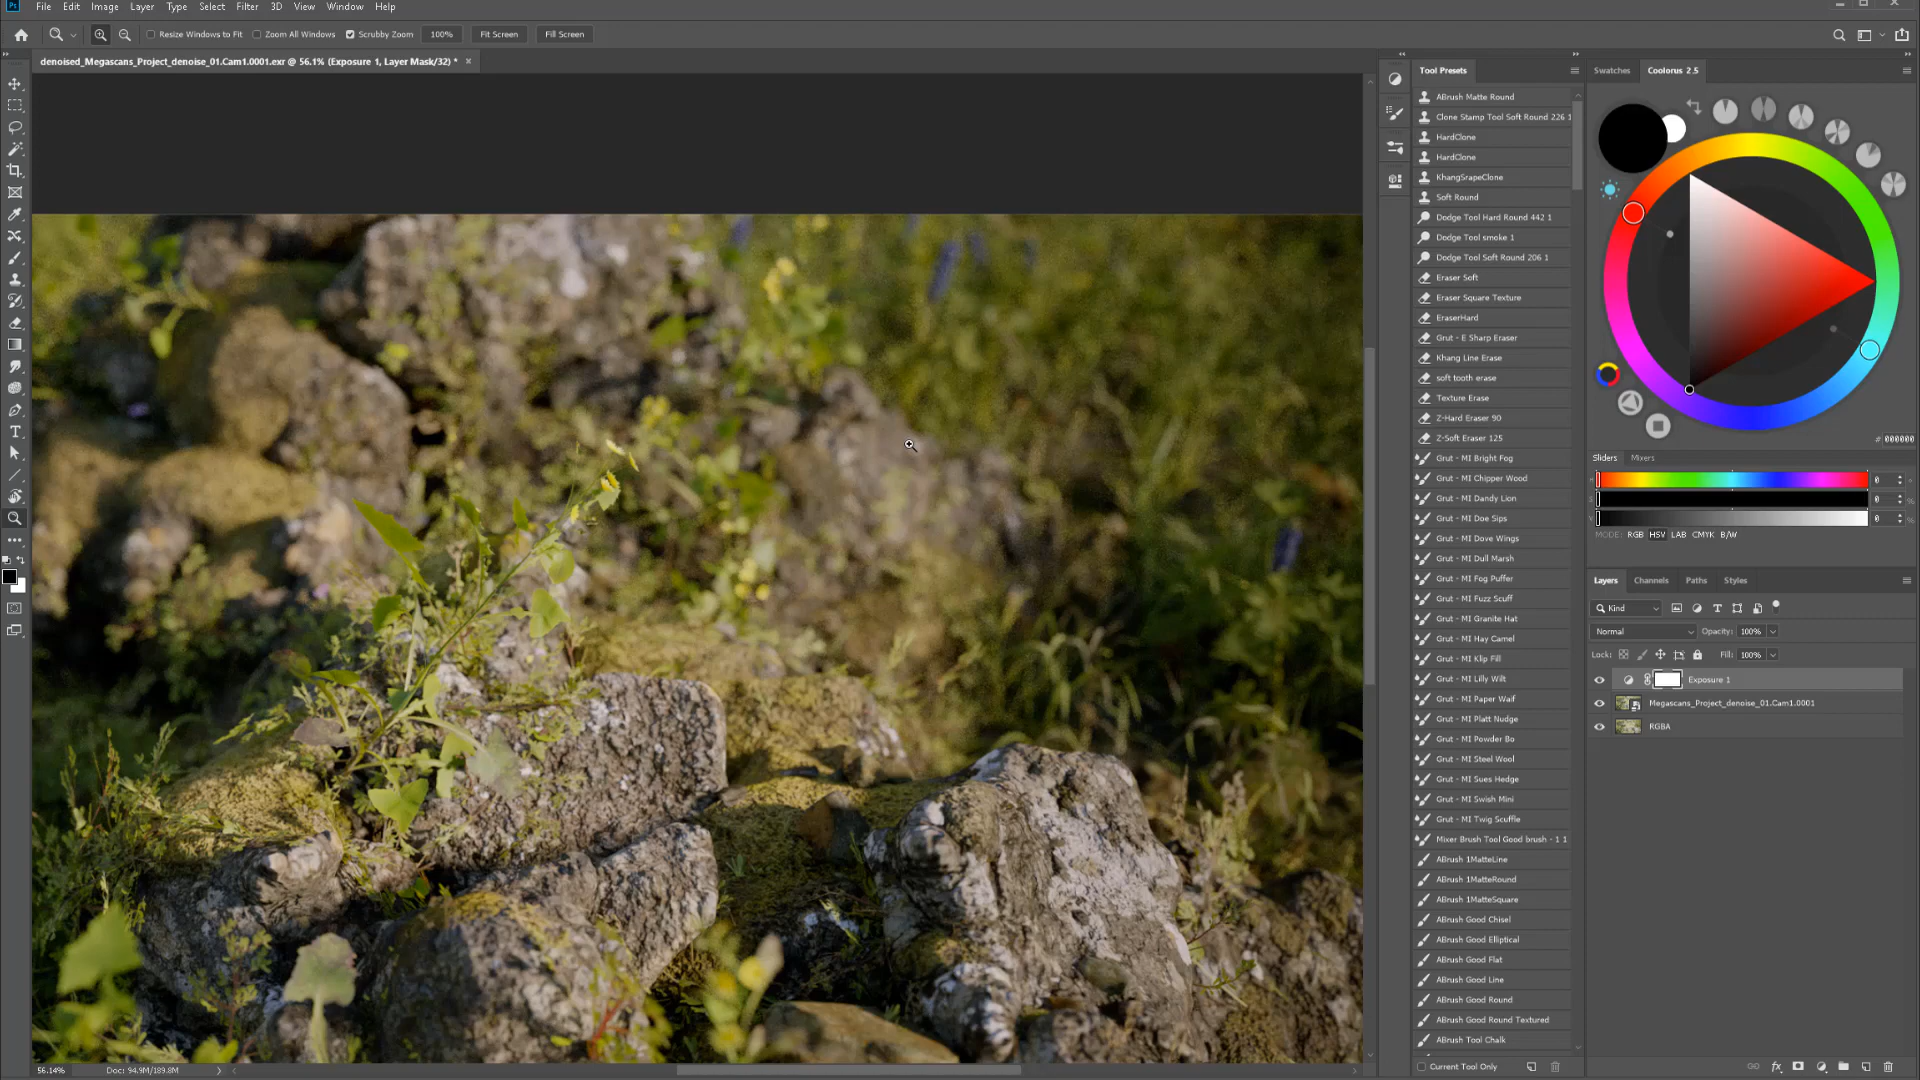 Ps File Edit Image Layer Type Select Filter 3D View Window Help
Resize Windows to Fit Zoom All Windows Scrubby Zoom 100% Fit Screen Fill Screen
denoised_Megascans_Project_denoise_01.Cam1.0001.exr @ 56.1% (Exposure 1, Layer Mask/32) *
Tool Presets
ABrush Matte Round
Clone Stamp Tool Soft Round 226 1
HardClone
HardClone
KhangSrapeClone
Soft Round
Dodge Tool Hard Round 442 1
Dodge Tool smoke 1
Dodge Tool Soft Round 206 1
Eraser Soft
Eraser Square Texture
EraserHard
Grut - E Sharp Eraser
Khang Line Erase
soft tooth erase
Texture Erase
Z-Hard Eraser 90
Z-Soft Eraser 125
Grut - MI Bright Fog
Grut - MI Chipper Wood
Grut - MI Dandy Lion
Grut - MI Doe Sips
Grut - MI Dove Wings
Grut - MI Dull Marsh
Grut - MI Fog Puffer
Grut - MI Fuzz Scuff
Grut - MI Granite Hat
Grut - MI Hay Camel
Grut - MI Klip Fill
Grut - MI Lilly Wilt
Grut - MI Paper Waif
Grut - MI Platt Nudge
Grut - MI Powder Bo
Grut - MI Steel Wool
Grut - MI Sues Hedge
Grut - MI Swish Mini
Grut - MI Twig Scuffle
Mixer Brush Tool Good brush - 1 1
ABrush 1MatteLine
ABrush 1MatteRound
ABrush 1MatteSquare
ABrush Good Chisel
ABrush Good Elliptical
ABrush Good Flat
ABrush Good Line
ABrush Good Round
ABrush Good Round Textured
ABrush Tool Chalk
Current Tool Only
Swatches Coolorus 2.5
# 000000
Sliders Mixers
H 0 °
S 0 %
V 0 %
MODE: RGB HSV LAB CMYK B/W
Layers Channels Paths Styles
Kind
Normal Opacity: 100%
Lock: Fill: 100%
Exposure 1
Megascans_Project_denoise_01.Cam1.0001
RGBA
56.14% Doc: 94.9M/189.8M